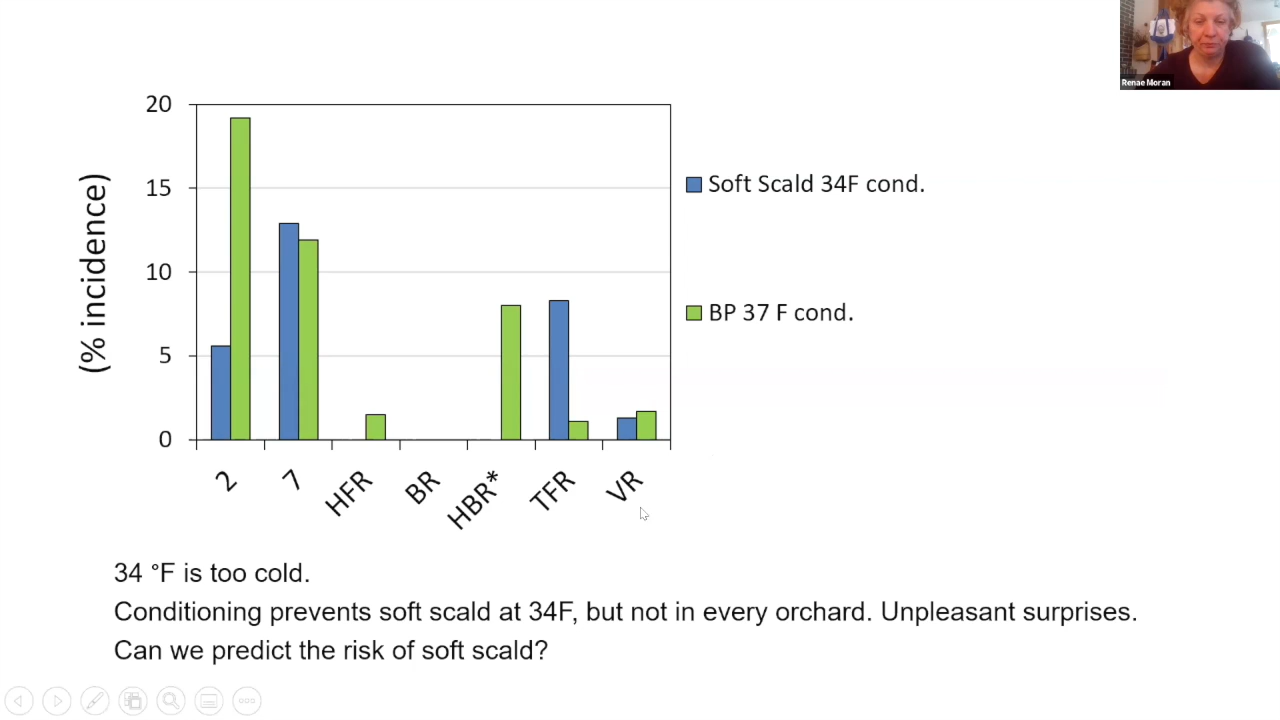 Renae Moran
20
15
10
5
0
(% incidence)
2
7
HFR
BR
HBR*
TFR
VR
Soft Scald 34F cond.
BP 37 F cond.
34 °F is too cold.
Conditioning prevents soft scald at 34F, but not in every orchard. Unpleasant surprises.
Can we predict the risk of soft scald?